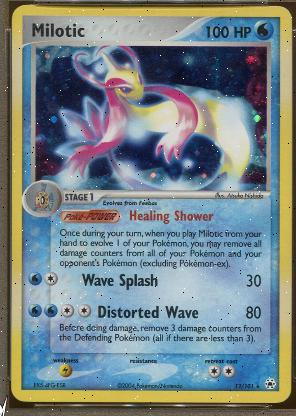 Milotic 100 HP
STAGE 1
Evolves from Feebas
Illus. Atsuko Nishida
Poké-POWER Healing Shower
Once during your turn, when you play Milotic from your
hand to evolve 1 of your Pokémon, you may remove all
damage counters from all of your Pokémon and your
opponent's Pokémon (excluding Pokémon-ex).
Wave Splash 30
Distorted Wave 80
Before doing damage, remove 3 damage counters from
the Defending Pokémon (all if there are less than 3).
weakness resistance retreat cost
©2004 Pokémon/Nintendo 12/101